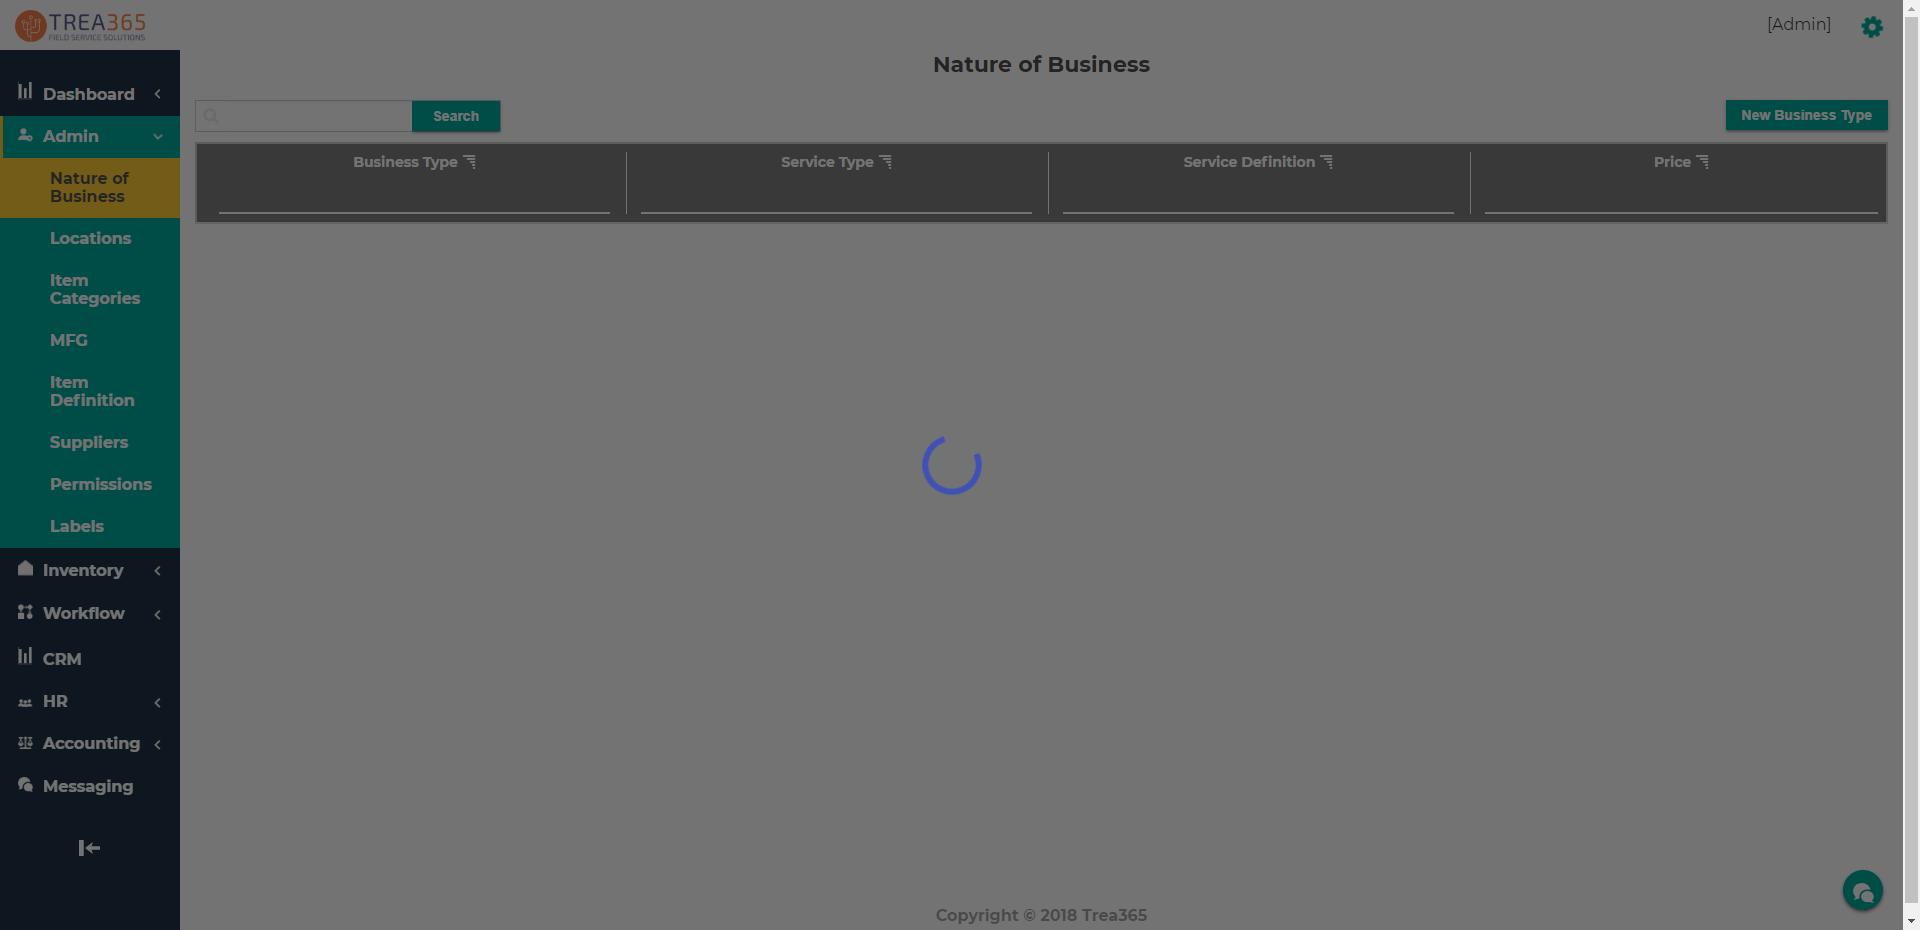 TREA365
FIELD SERVICE SOLUTIONS
[Admin]
Nature of Business
Search
New Business Type
Business Type
Service Type
Service Definition
Price
Dashboard
Admin
Nature of
Business
Locations
Item
Categories
MFG
Item
Definition
Suppliers
Permissions
Labels
Inventory
Workflow
CRM
HR
Accounting
Messaging
Copyright © 2018 Trea365